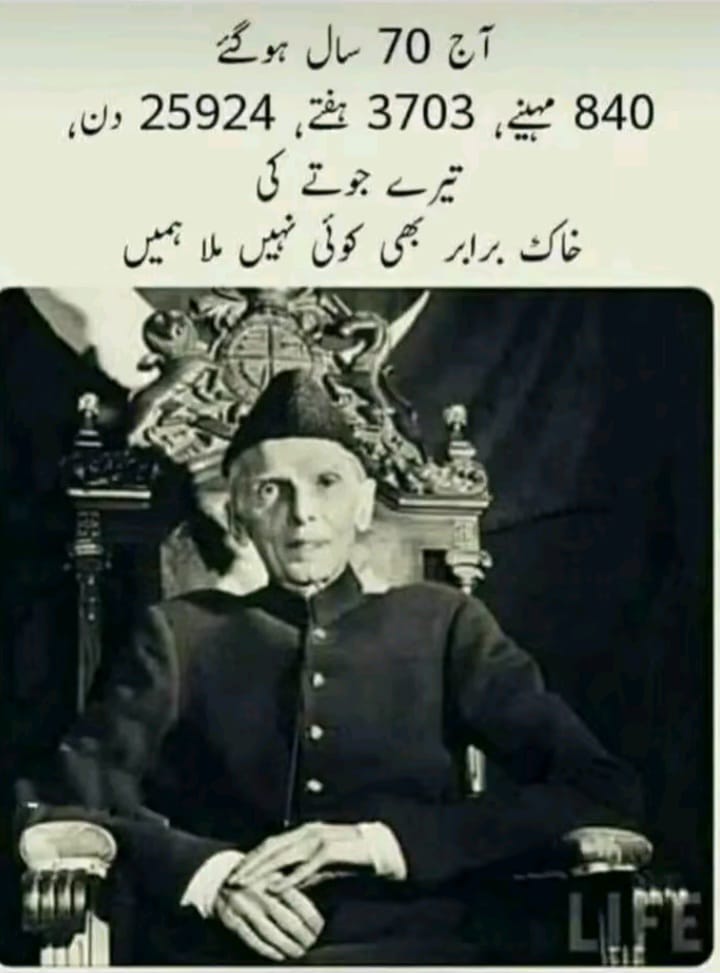 آج 70 سال ہوگئے
840 مہینے، 3703 ہفتے، 25924 دن،
تیرے جوتے کی
خاک برابر بھی کوئی نہیں ملا ہمیں
LIFE